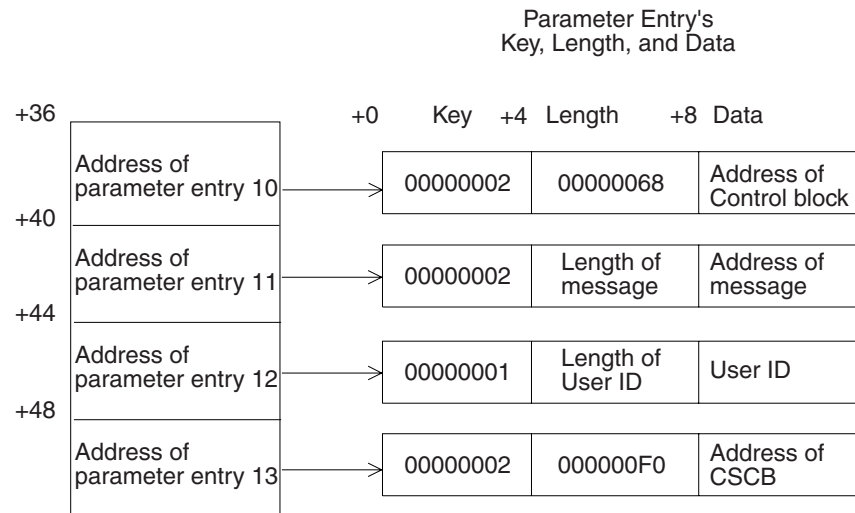 Parameter Entry's
Key, Length, and Data
+36
+0 Key +4 Length +8 Data
Address of
parameter entry 10
00000002
00000068
Address of
Control block
+40
Address of
parameter entry 11
00000002
Length of
message
Address of
message
+44
Address of
parameter entry 12
00000001
Length of
User ID
User ID
+48
Address of
parameter entry 13
00000002
000000F0
Address of
CSCB